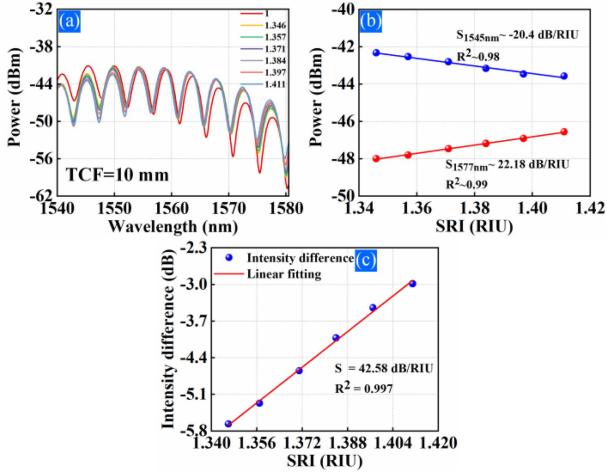 (a)
-32
-38
-44
-50
-56
-62
Power (dBm)
1
1.346
1.357
1.371
1.384
1.397
1.411
TCF=10 mm
1540 1550 1560 1570 1580
Wavelength (nm)
(b)
-40
-42
-44
-46
-48
-50
Power (dBm)
S1545nm~ -20.4 dB/RIU
R2~0.98
S1577nm~ 22.18 dB/RIU
R2~0.99
1.34 1.36 1.38 1.40 1.42
SRI (RIU)
(c)
-2.3
-3.0
-3.7
-4.4
-5.1
-5.8
Intensity difference (dB)
Intensity difference
Linear fitting
S = 42.58 dB/RIU
R2 = 0.997
1.340 1.356 1.372 1.388 1.404 1.420
SRI (RIU)